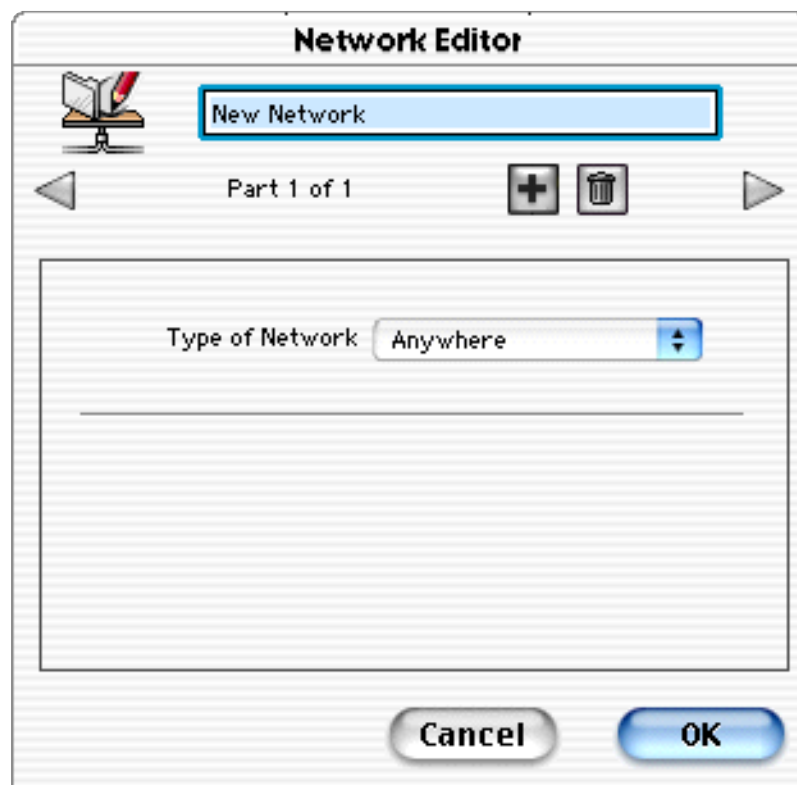 Network Editor
New Network
Part 1 of 1
Type of Network Anywhere
Cancel OK